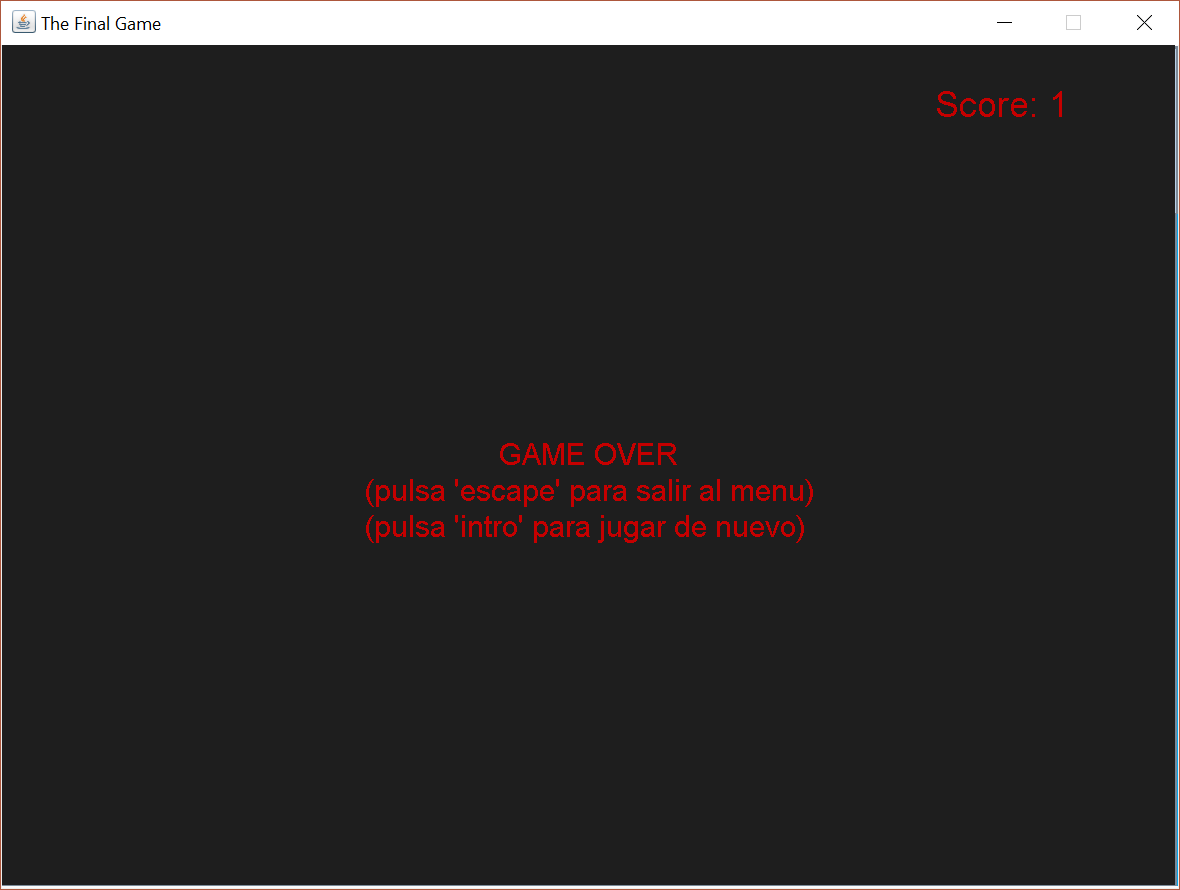 The Final Game
Score: 1
GAME OVER
(pulsa 'escape' para salir al menu)
(pulsa 'intro' para jugar de nuevo)